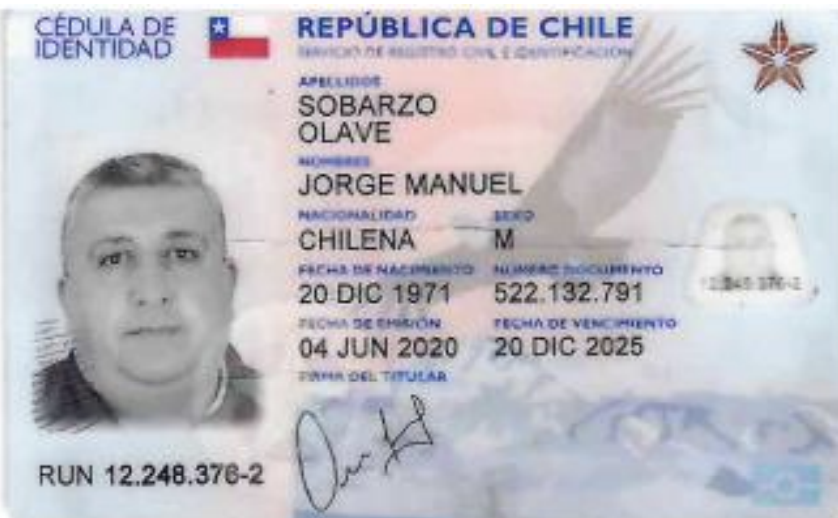 CÉDULA DE
IDENTIDAD
REPÚBLICA DE CHILE
SERVICIO DE REGISTRO CIVIL E IDENTIFICACIÓN
APELLIDOS
SOBARZO
OLAVE
NOMBRES
JORGE MANUEL
NACIONALIDAD SEXO
CHILENA M
FECHA DE NACIMIENTO NÚMERO DOCUMENTO
20 DIC 1971 522.132.791
FECHA DE EMISIÓN FECHA DE VENCIMIENTO
04 JUN 2020 20 DIC 2025
FIRMA DEL TITULAR
RUN 12.248.376-2
12.248.376-2